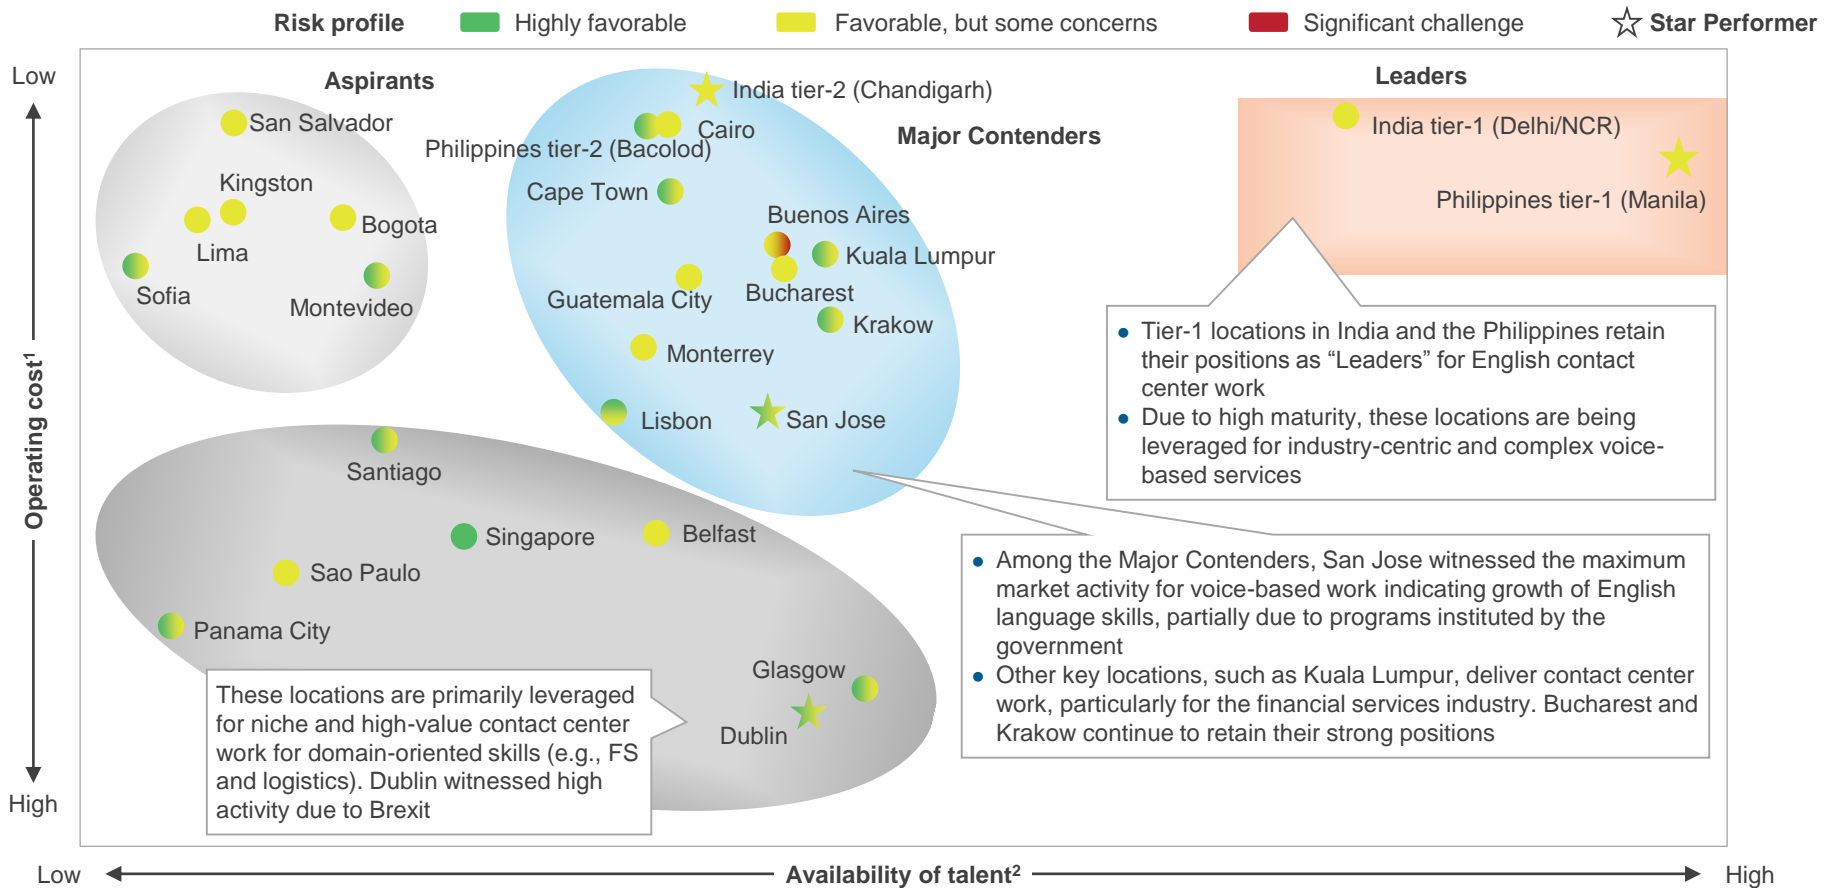 Risk profile
Highly favorable
Favorable, but some concerns
Significant challenge
Star Performer
Low
Operating cost1
High
Aspirants
San Salvador
Kingston
Bogota
Lima
Sofia
Montevideo
India tier-2 (Chandigarh)
Cairo
Philippines tier-2 (Bacolod)
Major Contenders
Cape Town
Buenos Aires
Kuala Lumpur
Bucharest
Guatemala City
Krakow
Monterrey
Lisbon
San Jose
Leaders
India tier-1 (Delhi/NCR)
Philippines tier-1 (Manila)
● Tier-1 locations in India and the Philippines retain
their positions as “Leaders” for English contact
center work
● Due to high maturity, these locations are being
leveraged for industry-centric and complex voice-
based services
Santiago
Singapore
Belfast
Sao Paulo
Panama City
Glasgow
Dublin
● Among the Major Contenders, San Jose witnessed the maximum
market activity for voice-based work indicating growth of English
language skills, partially due to programs instituted by the
government
● Other key locations, such as Kuala Lumpur, deliver contact center
work, particularly for the financial services industry. Bucharest and
Krakow continue to retain their strong positions
These locations are primarily leveraged
for niche and high-value contact center
work for domain-oriented skills (e.g., FS
and logistics). Dublin witnessed high
activity due to Brexit
Low
Availability of talent2
High